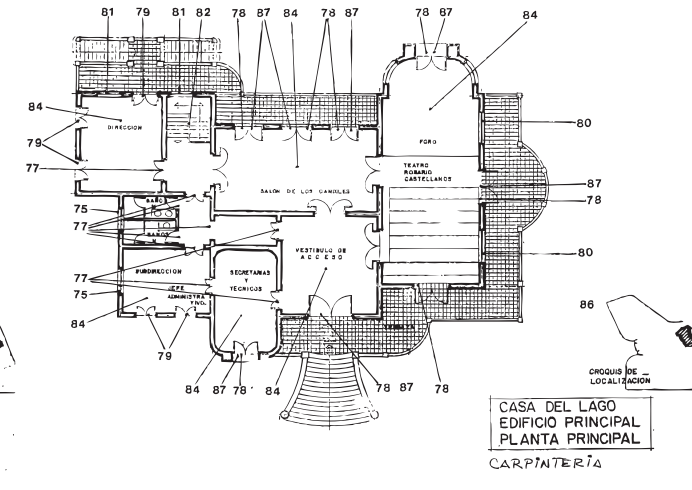 81 79 81 82 78 87 84 78 87 78 87 84
84
DIRECCION
79
77
80
FORO
TEATRO
ROSARIO
CASTELLANOS
SALON DE LOS CANDILES
87
78
75
BAÑO
BAÑOS
77
VESTIBULO DE
ACCESO
80
77
SUBDIRECCION
SECRETARIAS
Y
TECNICOS
75
JEFE
ADMINISTRA
TIVO.
84
79
84 87 78 84 78 87 78
86
CROQUIS DE
LOCALIZACION
CASA DEL LAGO
EDIFICIO PRINCIPAL
PLANTA PRINCIPAL
CARPINTERIA